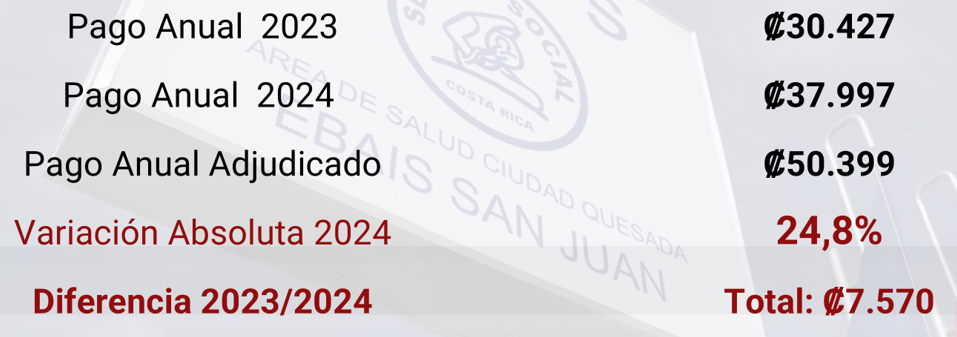 Pago Anual 2023 ₡30.427
Pago Anual 2024 ₡37.997
Pago Anual Adjudicado ₡50.399
Variación Absoluta 2024 24,8%
Diferencia 2023/2024 Total: ₡7.570
SOCIAL
COSTA RICA
AREA DE SALUD CIUDAD QUESADA
EBAIS SAN JUAN